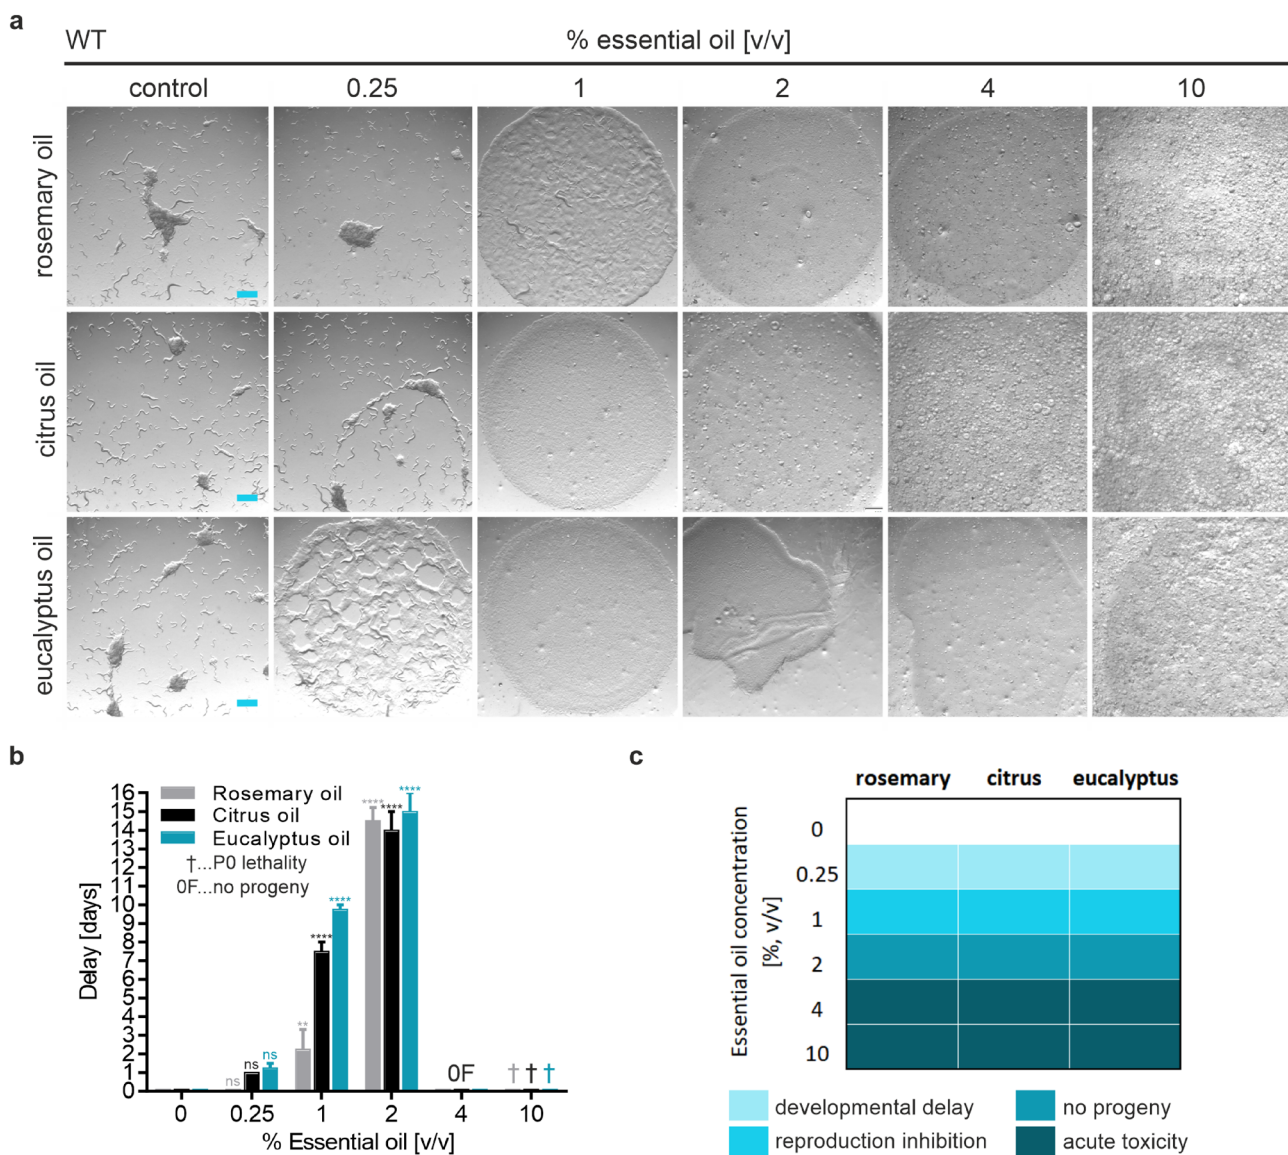 a
WT
% essential oil [v/v]
control 0.25 1 2 4 10
rosemary oil
citrus oil
eucalyptus oil
b
Rosemary oil
Citrus oil
Eucalyptus oil
†...P0 lethality
0F...no progeny
Delay [days]
16
15
14
13
12
11
10
9
8
7
6
5
4
3
2
1
0
ns ns ns
** **** ****
**** **** ****
0F
† † †
0 0.25 1 2 4 10
% Essential oil [v/v]
c
rosemary citrus eucalyptus
Essential oil concentration
[%, v/v]
0
0.25
1
2
4
10
developmental delay
no progeny
reproduction inhibition
acute toxicity